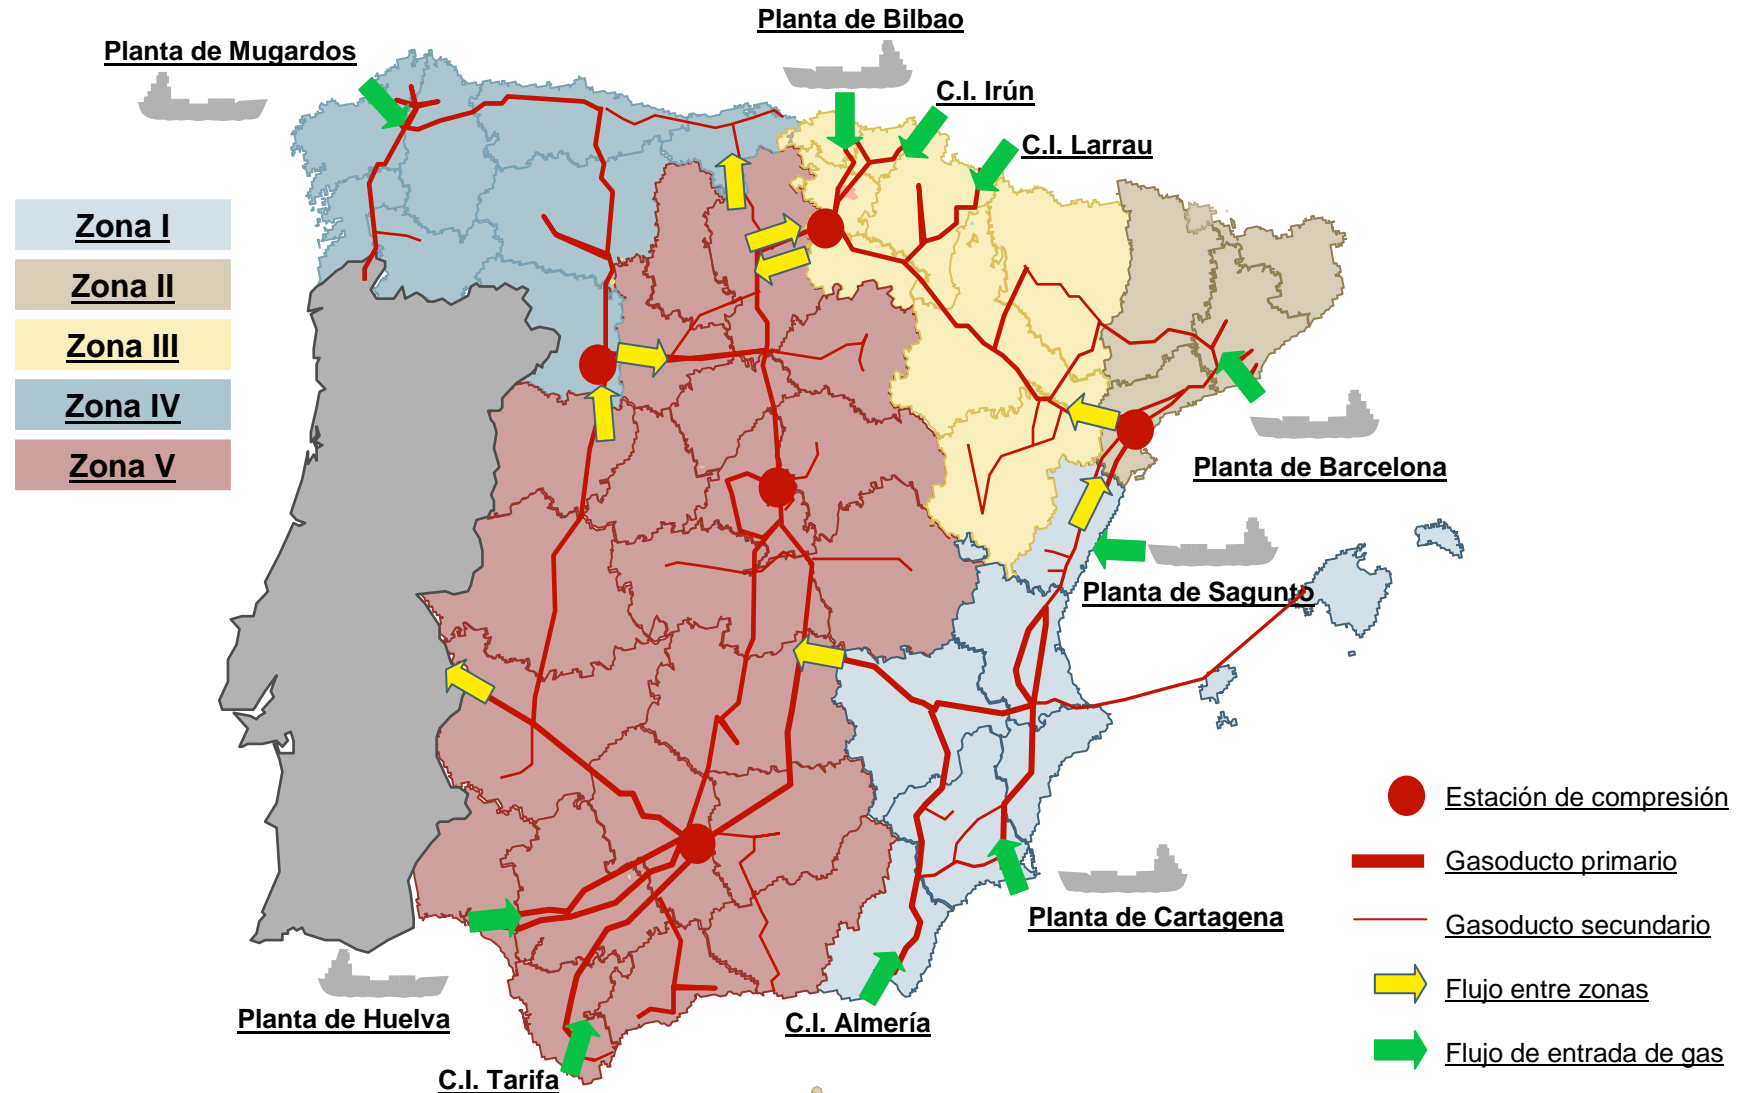 Planta de Bilbao
Planta de Mugardos
C.I. Irún
C.I. Larrau
Zona I
Zona II
Zona III
Zona IV
Zona V
Planta de Barcelona
Planta de Sagunto
Estación de compresión
Gasoducto primario
Planta de Cartagena
Gasoducto secundario
Flujo entre zonas
Planta de Huelva
C.I. Almería
Flujo de entrada de gas
C.I. Tarifa